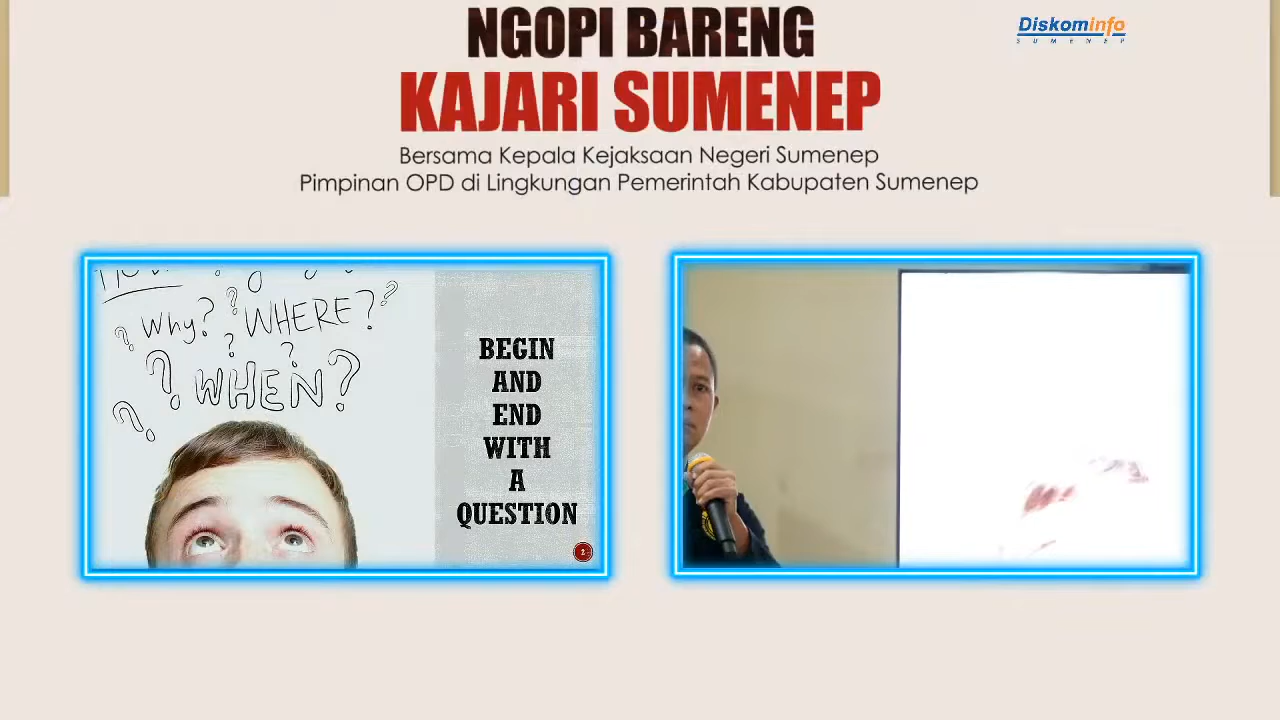 NGOPI BARENG
Diskominfo
SUMENEP
KAJARI SUMENEP
Bersama Kepala Kejaksaan Negeri Sumenep
Pimpinan OPD di Lingkungan Pemerintah Kabupaten Sumenep
Why? ? WHERE? ?
? ? ?
? WHEN?
?
BEGIN
AND
END
WITH
A
QUESTION
2